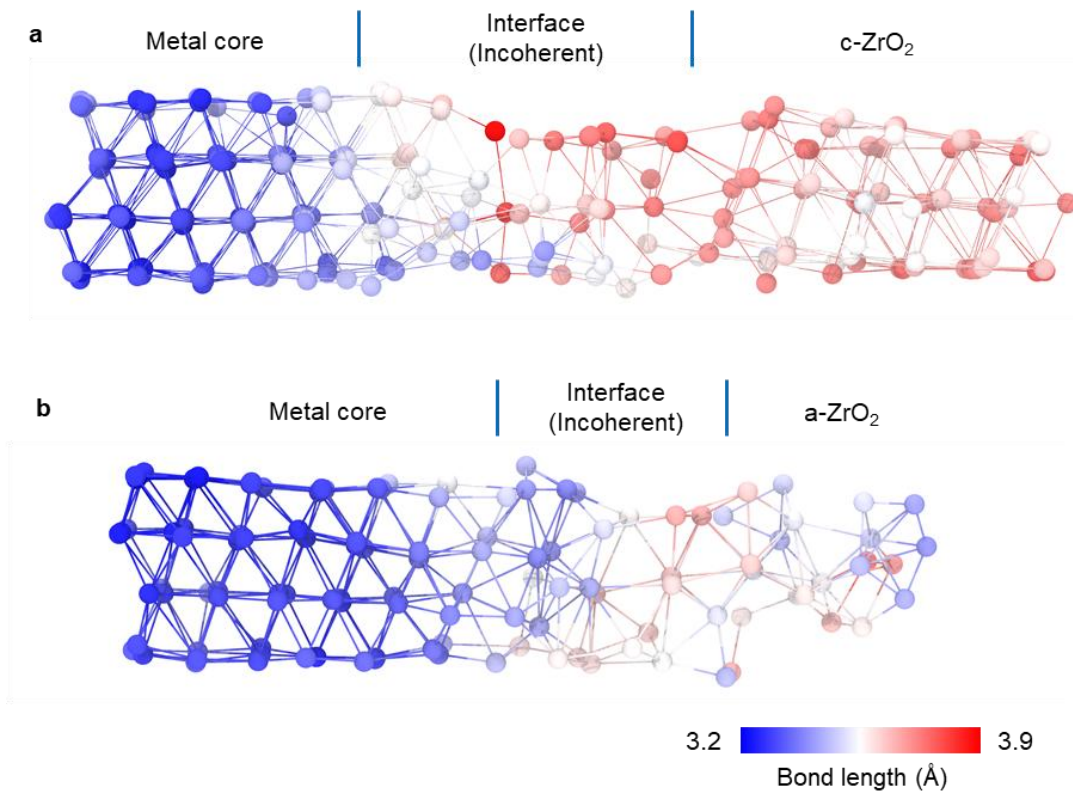 a
Metal core
Interface
(Incoherent)
c-ZrO₂
b
Metal core
Interface
(Incoherent)
a-ZrO₂
3.2
3.9
Bond length (Å)